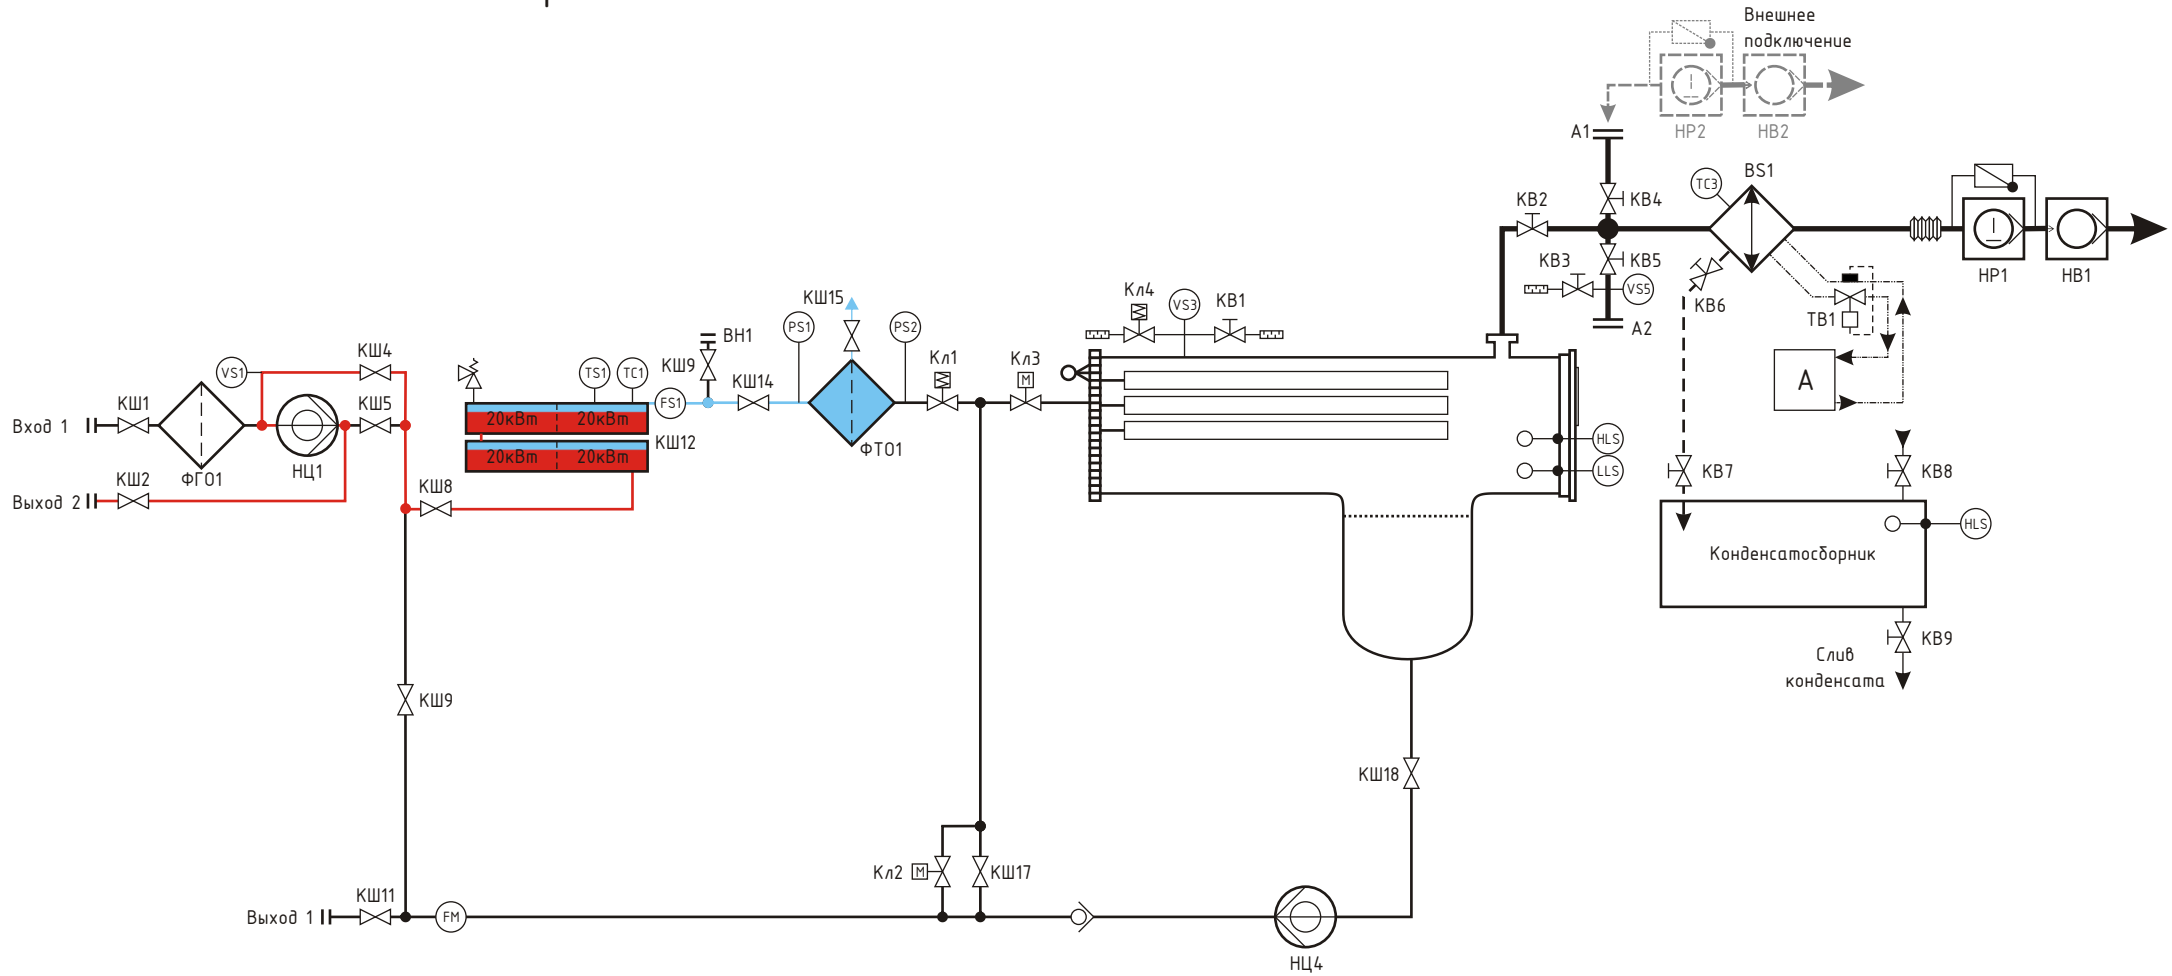 Внешнее
подключение
НР2
НВ2
А1
КВ4
TC3
BS1
КВ2
КВ3
КВ5
VS5
А2
КВ6
ТВ1
НР1
НВ1
А
КШ15
Кл4
VS3
КВ1
PS1
PS2
Кл1
Кл3
M
ВН1
КШ9
КШ14
КШ4
VS1
TS1
TC1
FS1
КШ1
КШ5
Вход 1
20кВт
20кВт
КШ12
20кВт
20кВт
ФТО1
НЦ1
ФГО1
КШ2
Выход 2
КШ8
HLS
LLS
КВ7
КВ8
HLS
Конденсатосборник
КВ9
Слив
конденсата
КШ9
КШ18
Кл2
M
КШ17
КШ11
Выход 1
FM
НЦ4